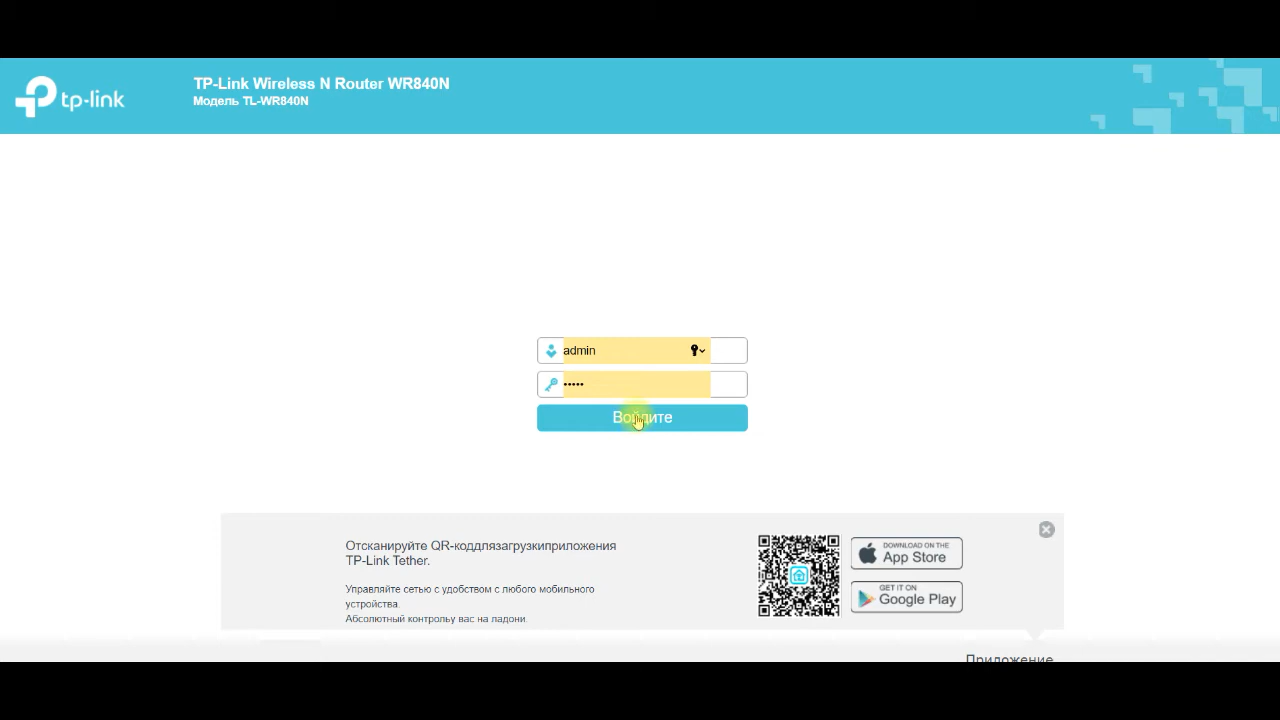 tp-link
TP-Link Wireless N Router WR840N
Модель TL-WR840N
admin
•••••
Войдите
Отсканируйте QR-коддлязагрузкиприложения
TP-Link Tether.
Управляйте сетью с удобством с любого мобильного
устройства.
Абсолютный контрольу вас на ладони.
DOWNLOAD ON THE
App Store
GET IT ON
Google Play
Приложение